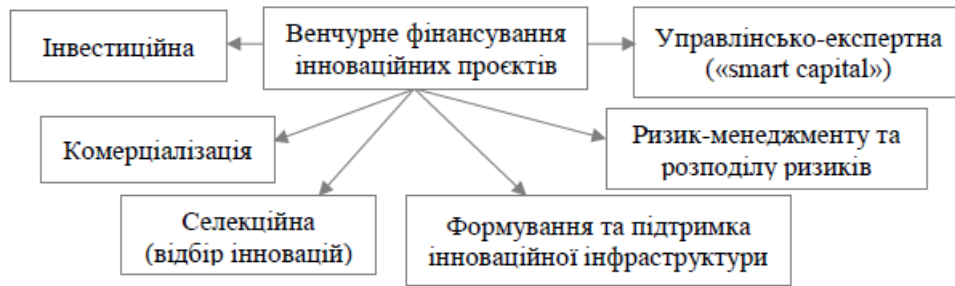 Інвестиційна
Венчурне фінансування
інноваційних проєктів
Управлінсько-експертна
(«smart capital»)
Комерціалізація
Ризик-менеджменту та
розподілу ризиків
Селекційна
(відбір інновацій)
Формування та підтримка
інноваційної інфраструктури